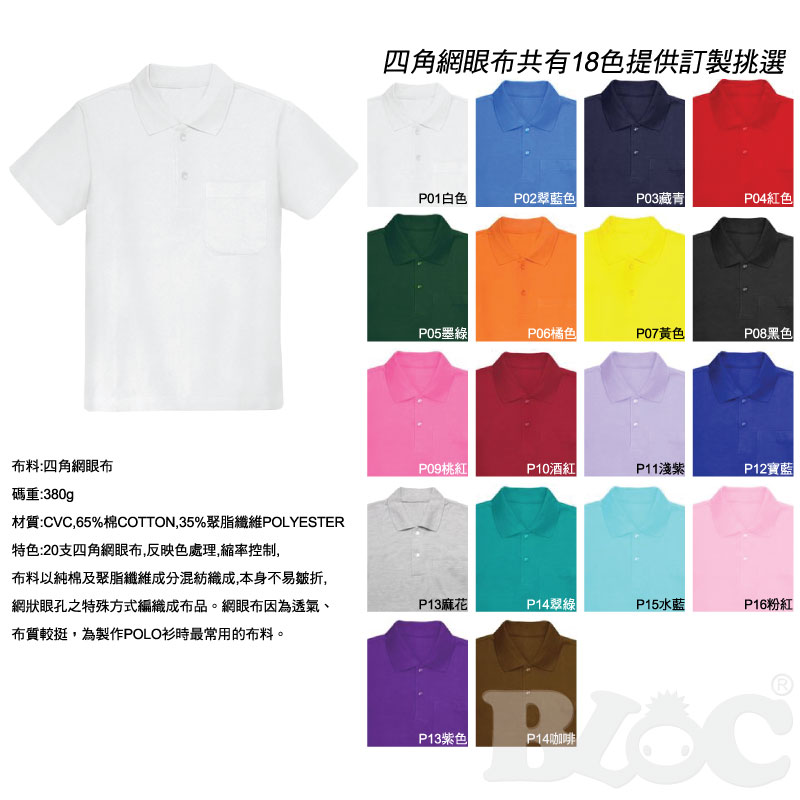 四角網眼布共有18色提供訂製挑選
P01白色
P02翠藍色
P03藏青
P04紅色
P05墨綠
P06橘色
P07黃色
P08黑色
P09桃紅
P10酒紅
P11淺紫
P12寶藍
P13麻花
P14翠綠
P15水藍
P16粉紅
P13紫色
P14咖啡
布料:四角網眼布
碼重:380g
材質:CVC,65%棉COTTON,35%聚脂纖維POLYESTER
特色:20支四角網眼布,反映色處理,縮率控制,
布料以純棉及聚脂纖維成分混紡織成,本身不易皺折,
網狀眼孔之特殊方式編織成布品。網眼布因為透氣、
布質較挺，為製作POLO衫時最常用的布料。
BLOC®